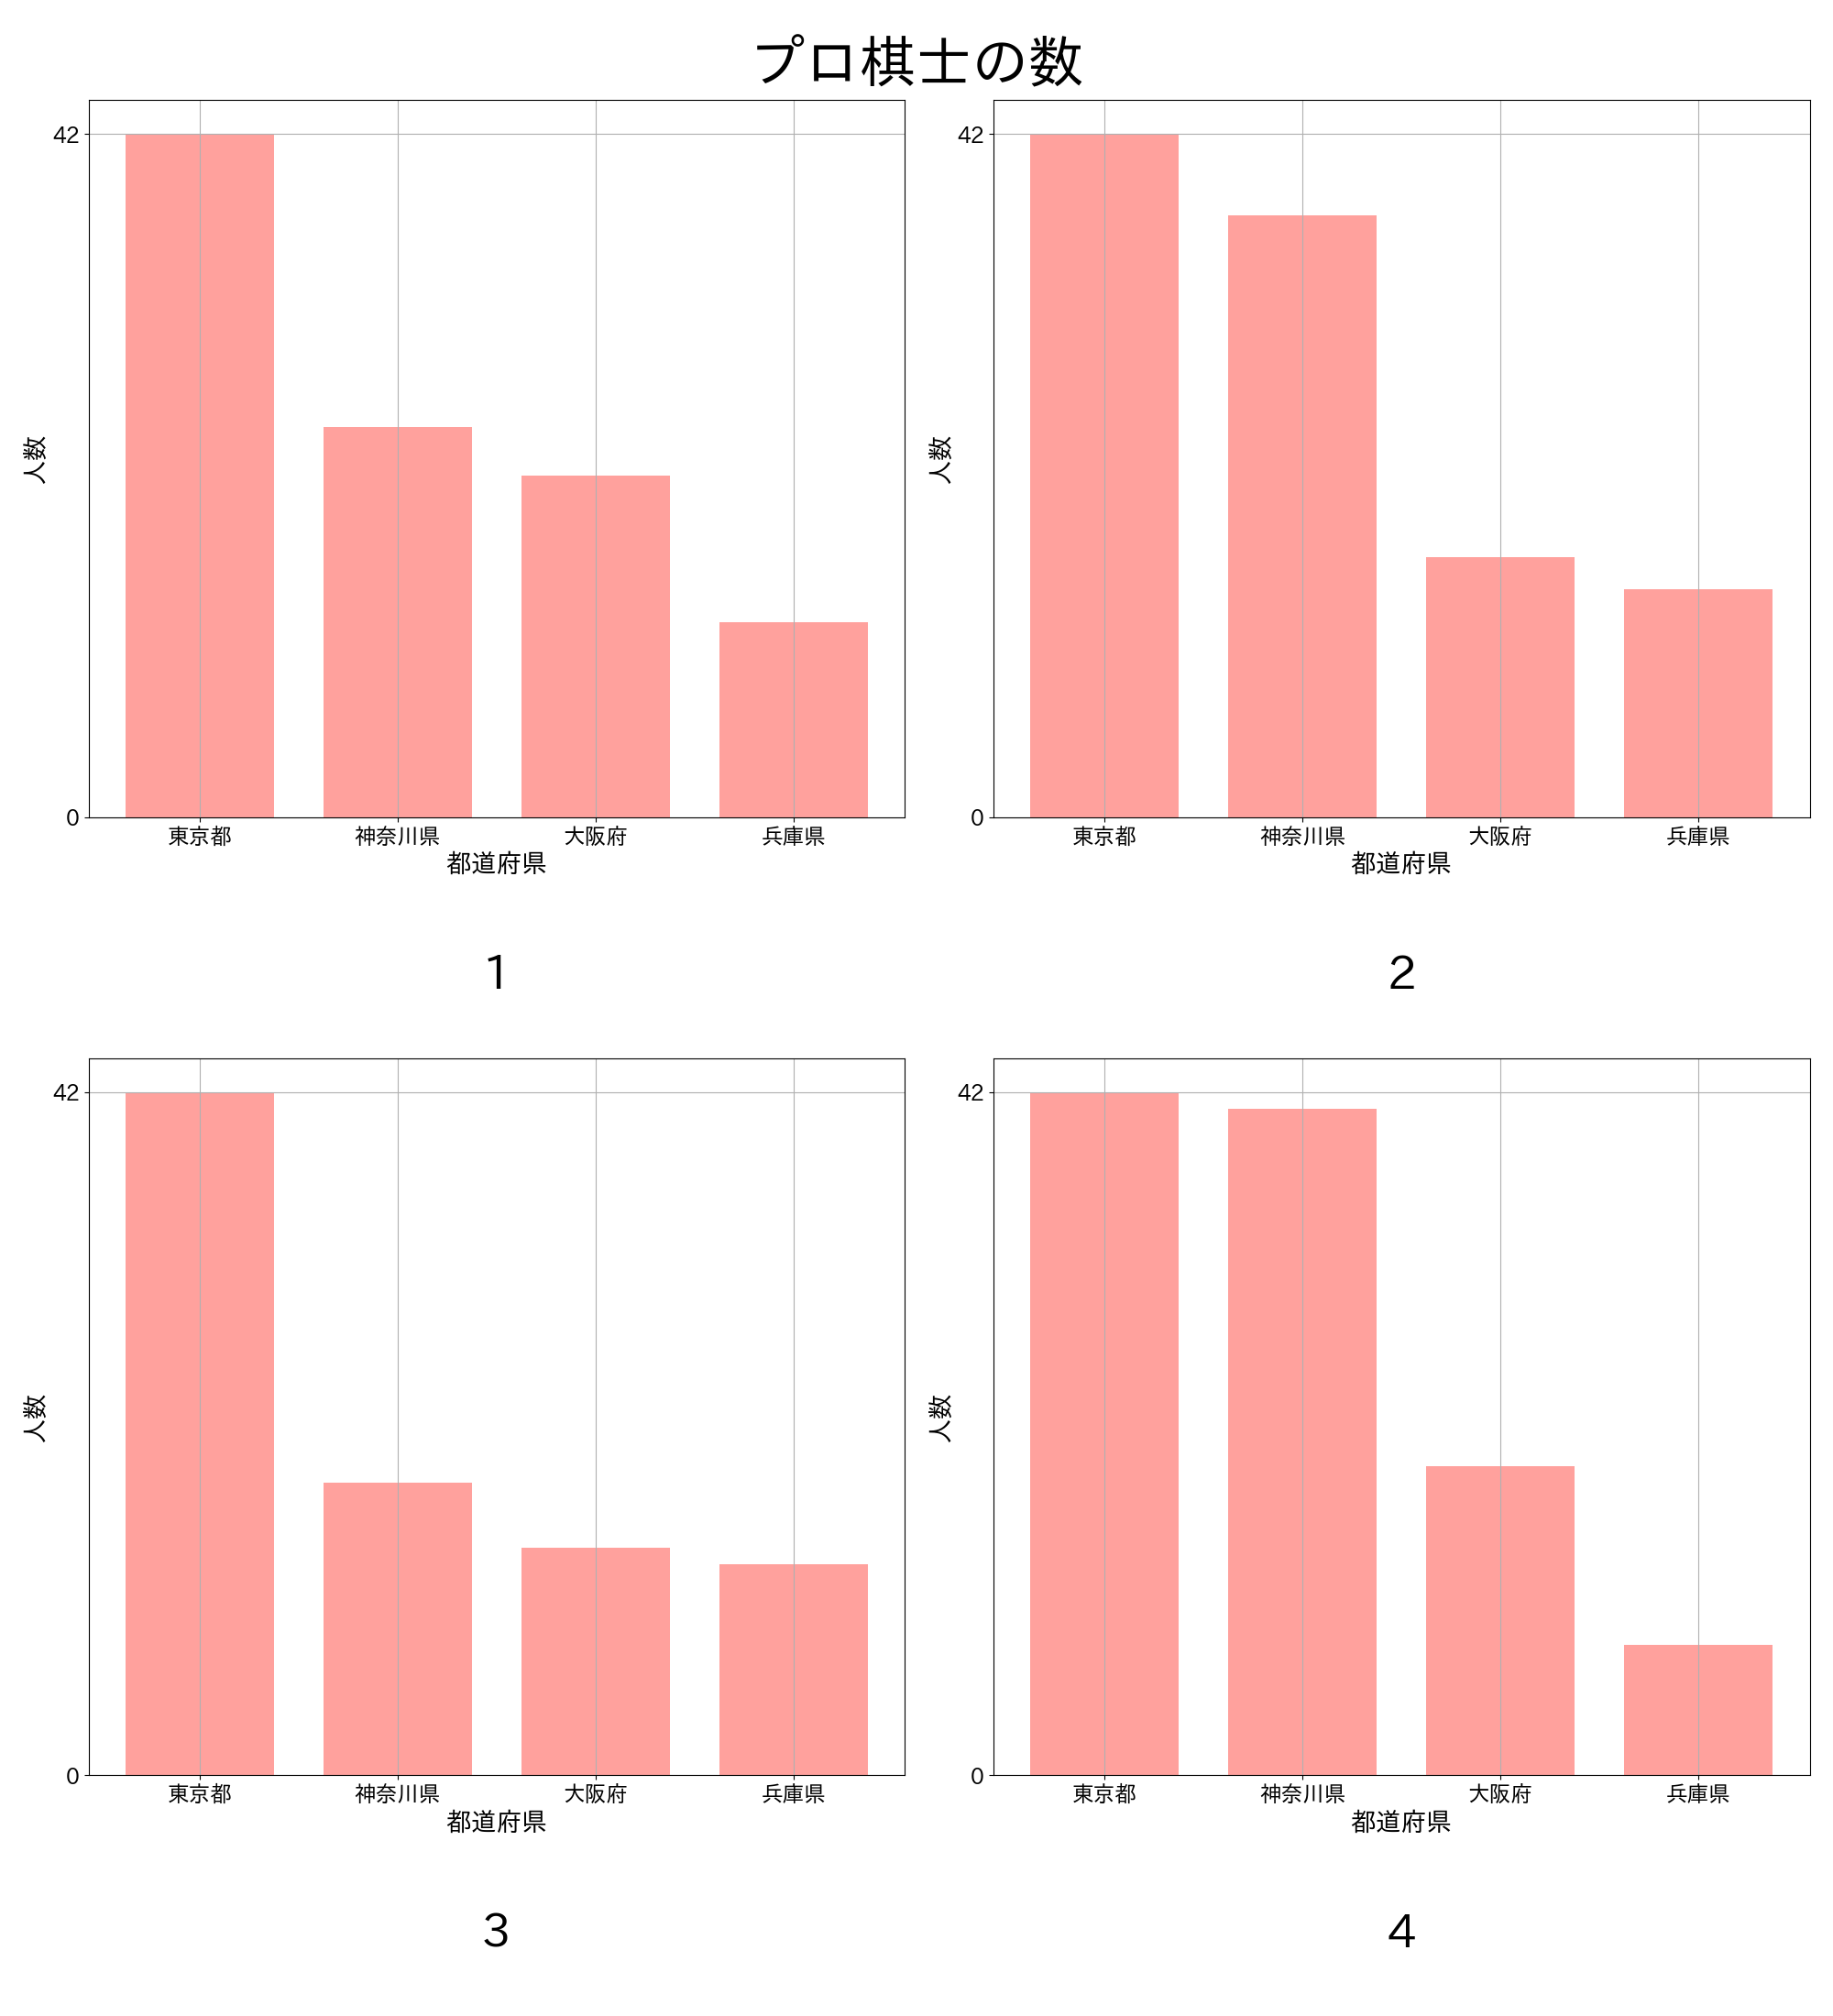 プロ棋士の数
42
0
人数
東京都 神奈川県 大阪府 兵庫県
都道府県
1
42
0
人数
東京都 神奈川県 大阪府 兵庫県
都道府県
2
42
0
人数
東京都 神奈川県 大阪府 兵庫県
都道府県
3
42
0
人数
東京都 神奈川県 大阪府 兵庫県
都道府県
4